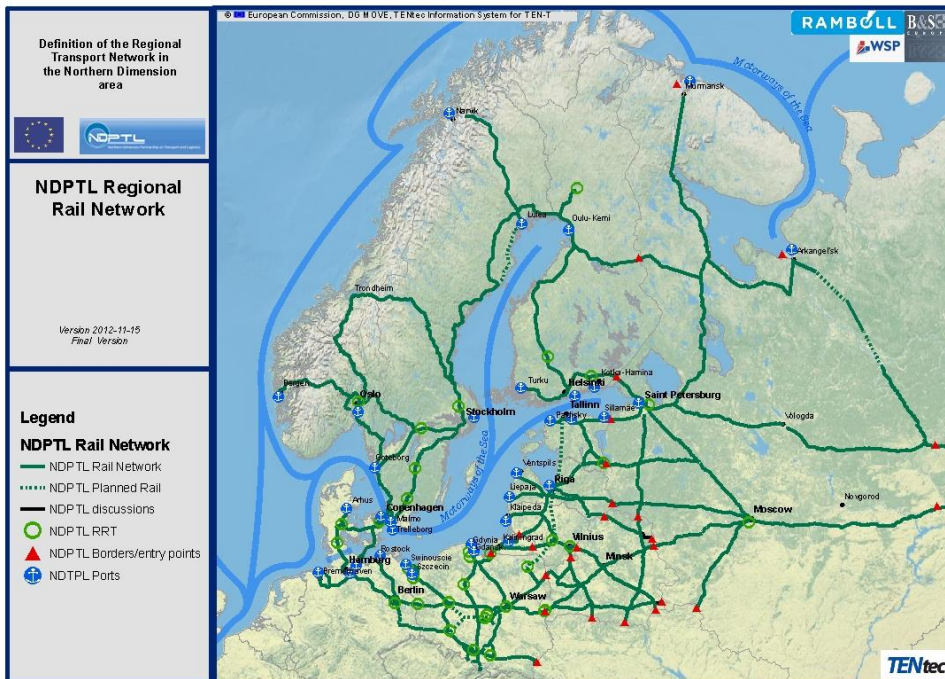 © European Commission, DG MOVE, TENtec Information System for TEN-T
RAMBOLL
B&S
EUROPE
WSP
Definition of the Regional
Transport Network in
the Northern Dimension
area
NDPTL
NDPTL Regional
Rail Network
Version 2012-11-15
Final Version
Legend
NDPTL Rail Network
NDPTL Rail Network
NDPTL Planned Rail
NDPTL discussions
NDPTL RRT
NDPTL Borders/entry points
NDTPL Ports
Motorways of the Sea
Murmansk
Narvik
Lulea
Oulu-Kemi
Arkangel'sk
Trondheim
Bergen
Oslo
Stockholm
Turku
Helsinki
Kotka-Hamina
Tallinn
Paldisky
Sillamäe
Saint Petersburg
Vologda
Motorways of the Sea
Göteborg
Ventspils
Riga
Liepaja
Klaipeda
Novgorod
Moscow
Arhus
Copenhagen
Malmo
Trelleborg
Gdynia
Gdansk
Kaliningrad
Vilnius
Minsk
Rostock
Swinouscie
Szczecin
Hamburg
Bremerhaven
Berlin
Warsaw
TENtec